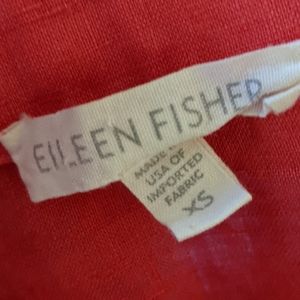 EILEEN FISHER
MADE IN
USA OF
IMPORTED
FABRIC
XS